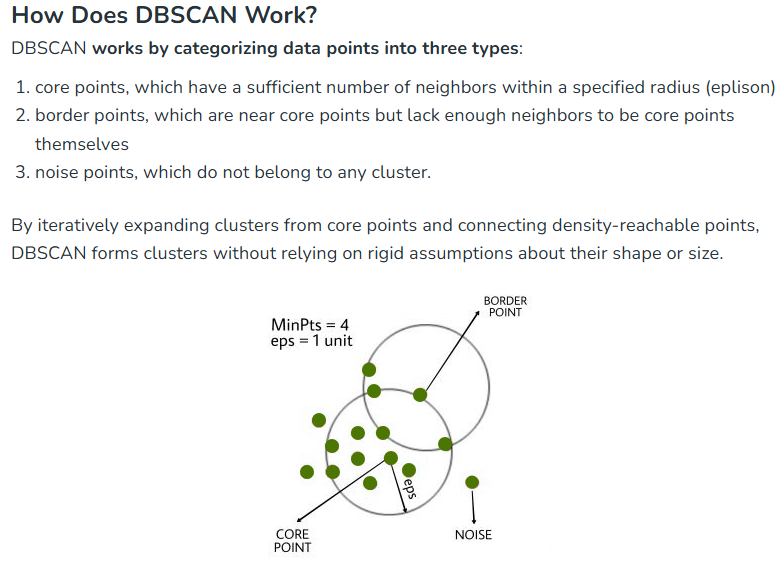 How Does DBSCAN Work?
DBSCAN works by categorizing data points into three types:
1. core points, which have a sufficient number of neighbors within a specified radius (eplison)
2. border points, which are near core points but lack enough neighbors to be core points
themselves
3. noise points, which do not belong to any cluster.
By iteratively expanding clusters from core points and connecting density-reachable points,
DBSCAN forms clusters without relying on rigid assumptions about their shape or size.
BORDER
POINT
MinPts = 4
eps = 1 unit
eps
CORE
POINT
NOISE